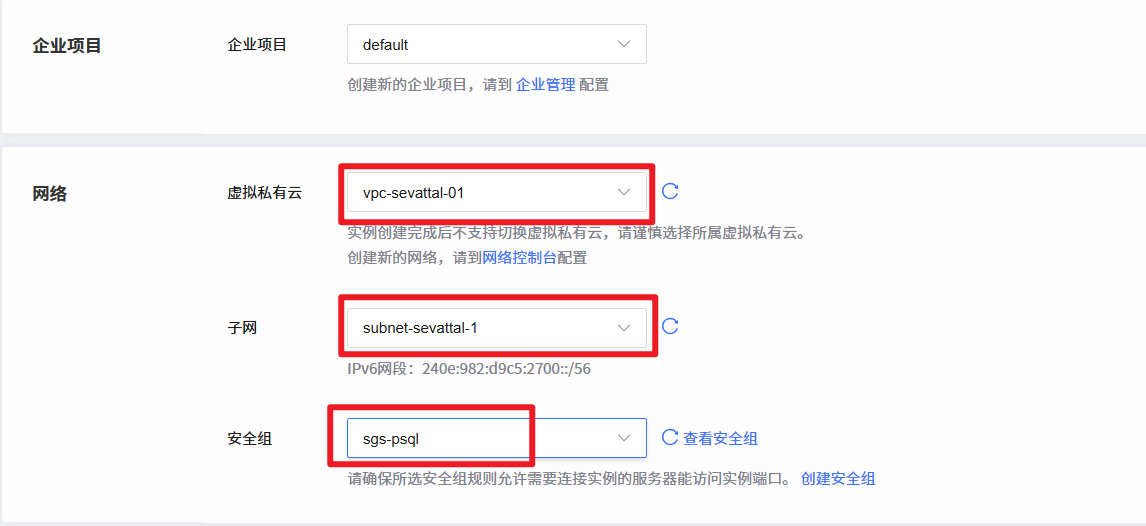 企业项目
企业项目
default
创建新的企业项目，请到 企业管理 配置
网络
虚拟私有云
vpc-sevattal-01
实例创建完成后不支持切换虚拟私有云，请谨慎选择所属虚拟私有云。
创建新的网络，请到网络控制台配置
子网
subnet-sevattal-1
IPv6网段：240e:982:d9c5:2700::/56
安全组
sgs-psql
查看安全组
请确保所选安全组规则允许需要连接实例的服务器能访问实例端口。 创建安全组